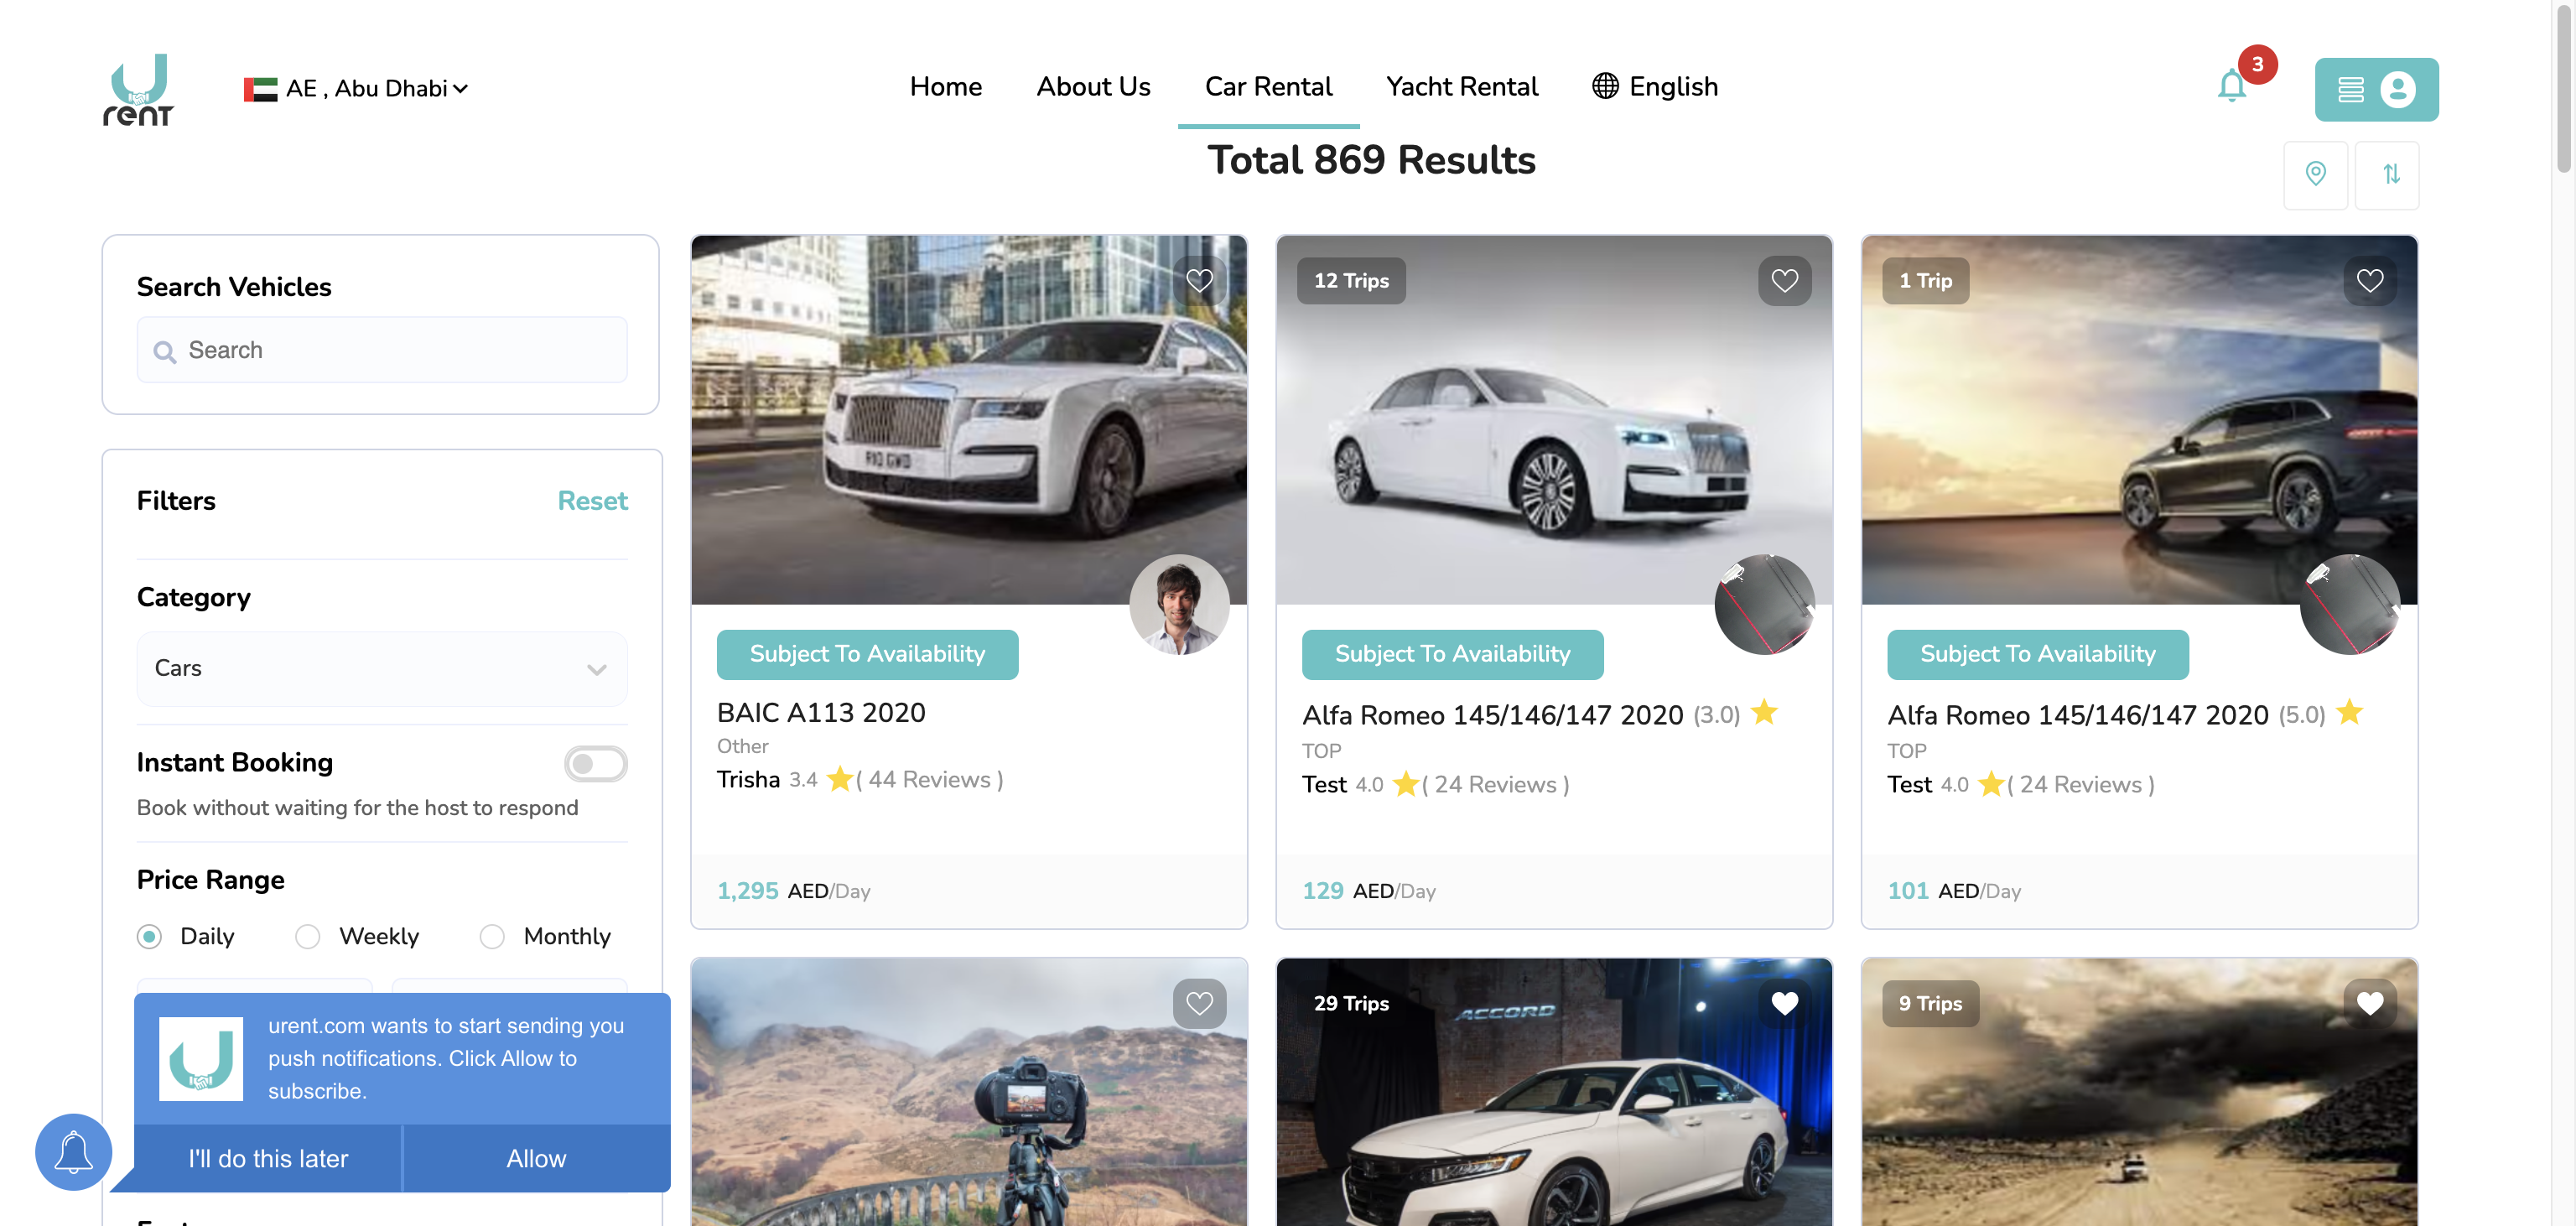 rent
AE , Abu Dhabi
Home
About Us
Car Rental
Yacht Rental
English
3
Total 869 Results
Search Vehicles
Search
Filters
Reset
Category
Cars
Instant Booking
Book without waiting for the host to respond
Price Range
Daily
Weekly
Monthly
urent.com wants to start sending you
push notifications. Click Allow to
subscribe.
I'll do this later
Allow
Subject To Availability
BAIC A113 2020
Other
Trisha 3.4 ( 44 Reviews )
1,295 AED/Day
12 Trips
Subject To Availability
Alfa Romeo 145/146/147 2020 (3.0)
TOP
Test 4.0 ( 24 Reviews )
129 AED/Day
1 Trip
Subject To Availability
Alfa Romeo 145/146/147 2020 (5.0)
TOP
Test 4.0 ( 24 Reviews )
101 AED/Day
29 Trips
ACCORD
9 Trips